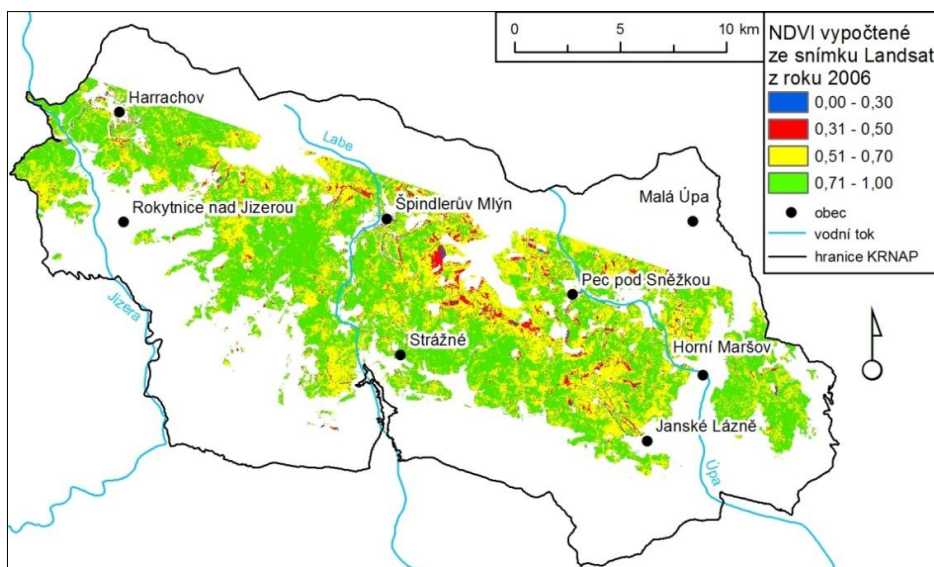 0 5 10 km
NDVI vypočtené
ze snímku Landsat
z roku 2006
0,00 - 0,30
0,31 - 0,50
0,51 - 0,70
0,71 - 1,00
obec
vodní tok
hranice KRNAP
Harrachov
Labe
Rokytnice nad Jizerou
Špindlerův Mlýn
Malá Úpa
Pec pod Sněžkou
Jizera
Strážné
Horní Maršov
Janské Lázně
Úpa